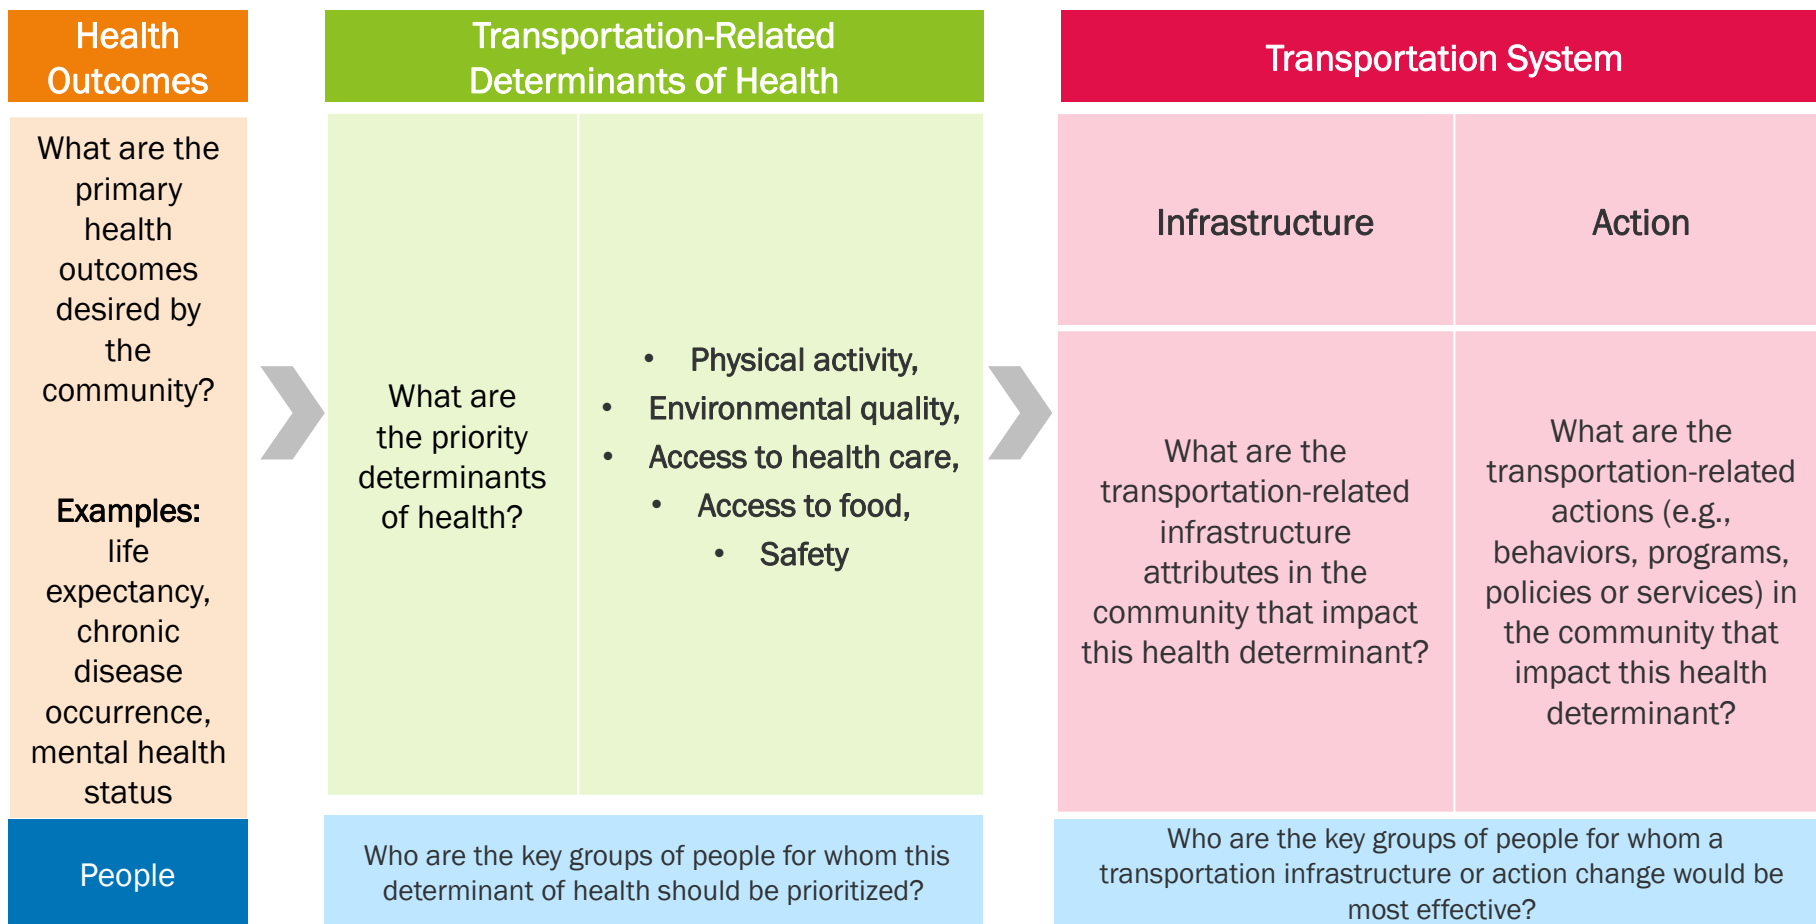 Health
Outcomes
What are the
primary
health
outcomes
desired by
the
community?
Examples:
life
expectancy,
chronic
disease
occurrence,
mental health
status
People
Transportation-Related
Determinants of Health
What are
the priority
determinants
of health?
• Physical activity,
• Environmental quality,
• Access to health care,
• Access to food,
• Safety
Who are the key groups of people for whom this
determinant of health should be prioritized?
Transportation System
Infrastructure
Action
What are the
transportation-related
infrastructure
attributes in the
community that impact
this health determinant?
What are the
transportation-related
actions (e.g.,
behaviors, programs,
policies or services) in
the community that
impact this health
determinant?
Who are the key groups of people for whom a
transportation infrastructure or action change would be
most effective?